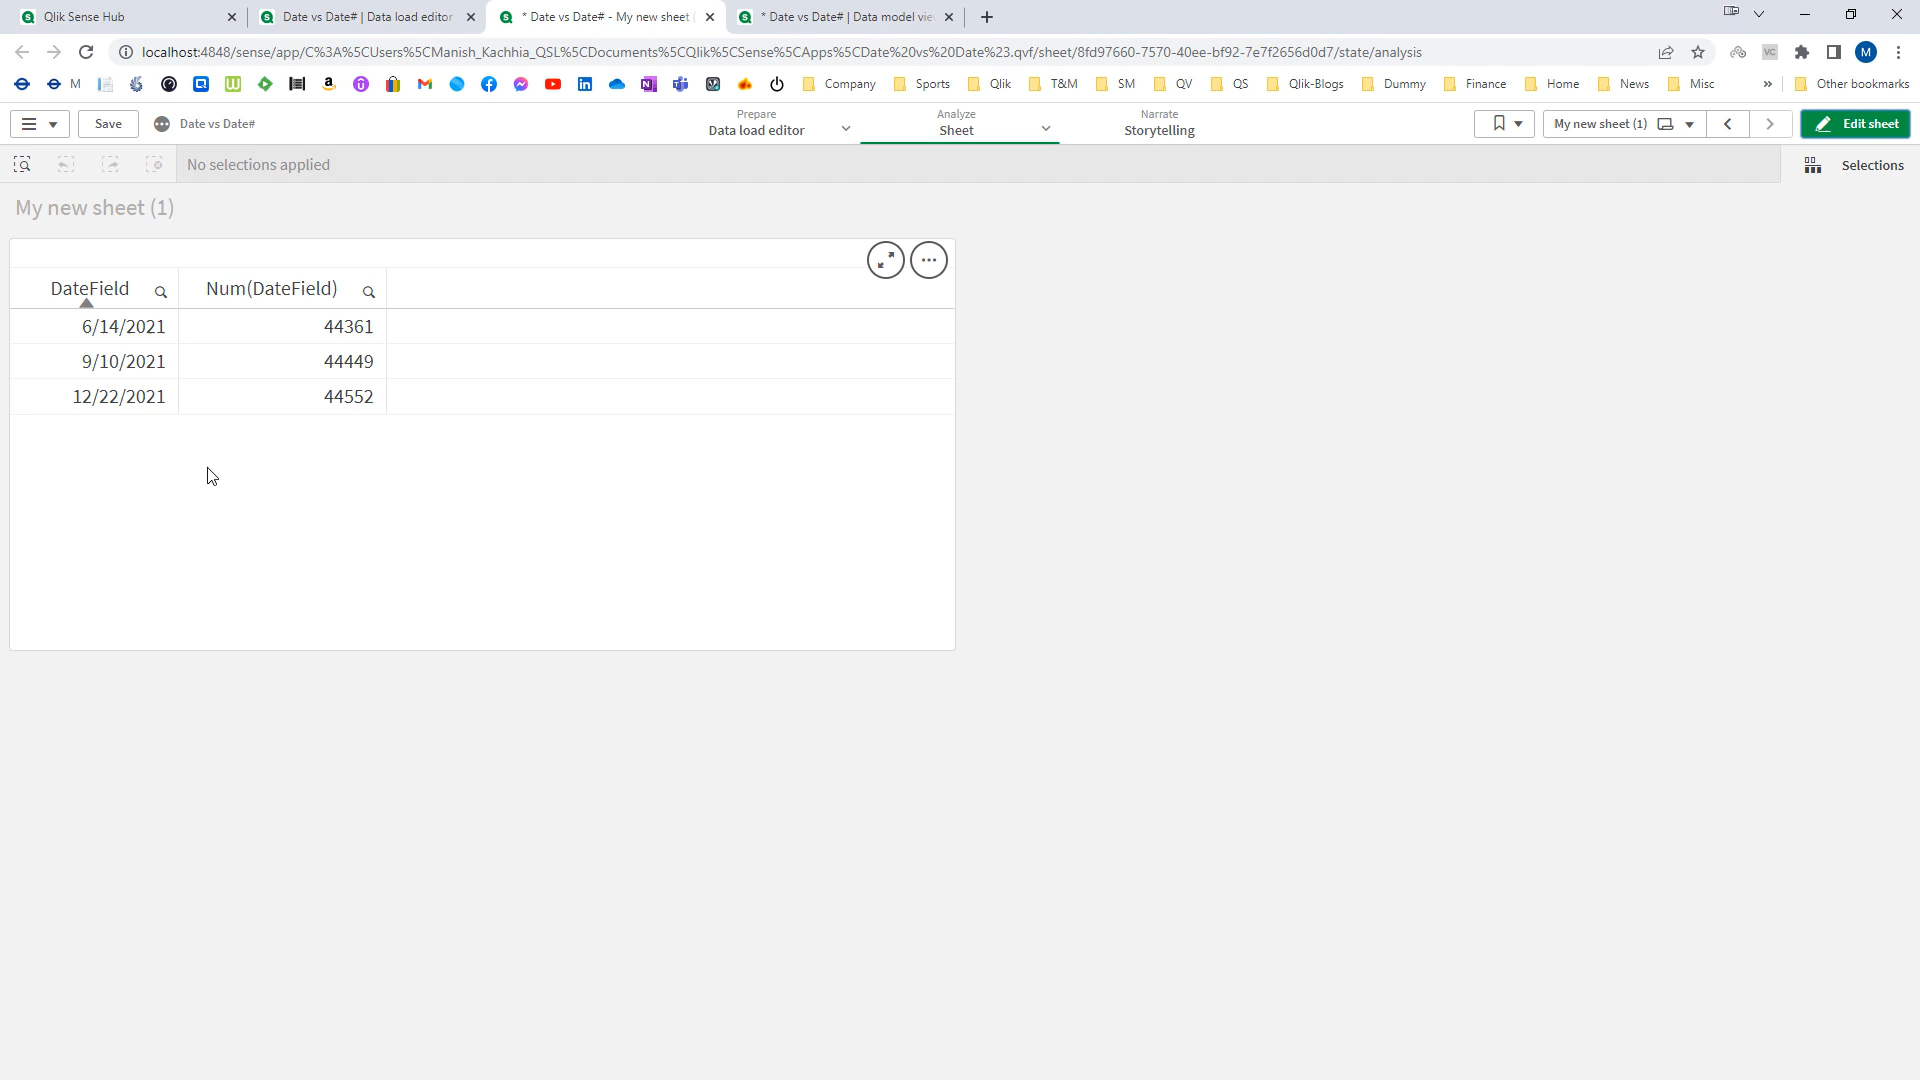 Qlik Sense Hub
Date vs Date# | Data load editor
* Date vs Date# - My new sheet (
* Date vs Date# | Data model vie
localhost:4848/sense/app/C%3A%5CUsers%5CManish_Kachhia_QSL%5CDocuments%5CQlik%5CSense%5CApps%5CDate%20vs%20Date%23.qvf/sheet/8fd97660-7570-40ee-bf92-7e7f2656d0d7/state/analysis
M
M Company Sports Qlik T&M SM QV QS Qlik-Blogs Dummy Finance Home News Misc » Other bookmarks
Save Date vs Date#
Prepare
Data load editor
Analyze
Sheet
Narrate
Storytelling
My new sheet (1)
Edit sheet
No selections applied
Selections
My new sheet (1)
DateField Num(DateField)
6/14/2021 44361
9/10/2021 44449
12/22/2021 44552